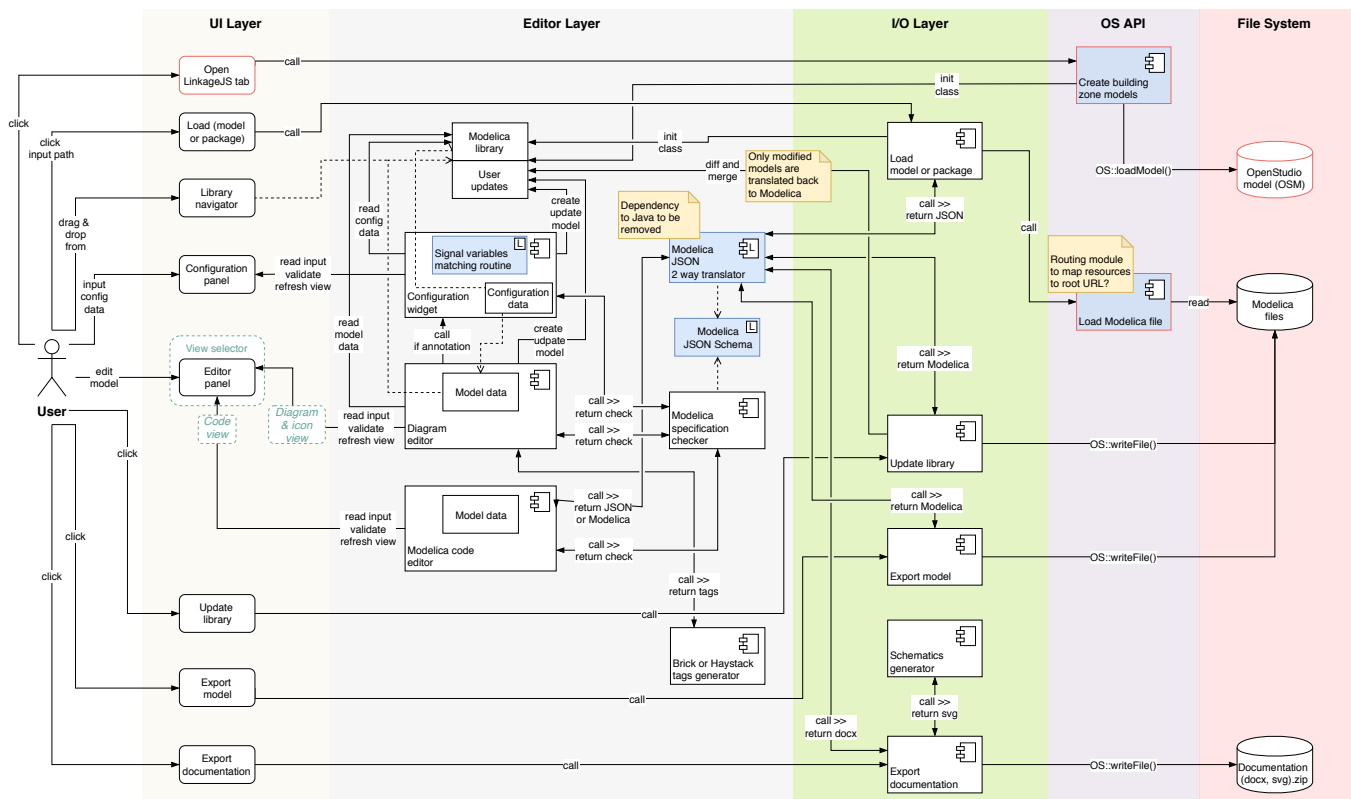 UI Layer
Editor Layer
I/O Layer
OS API
File System
Open
LinkageJS tab
call
Create building
zone models
init
class
click
Load (model
or package)
call
click
input path
Modelica
library
User
updates
init
class
Load
model or package
diff and
merge
Only modified
models are
translated back
to Modelica
OS::loadModel()
OpenStudio
model (OSM)
Library
navigator
drag &
drop
from
read
config
data
create
update
model
Dependency
to Java to be
removed
call >>
return JSON
call
Signal variables
matching routine
L
Configuration
data
Configuration
widget
Modelica
JSON
2 way translator
L
Routing module
to map resources
to root URL?
Load Modelica file
read
Modelica
files
Configuration
panel
input
config
data
read input
validate
refresh view
read
model
data
call
if annotation
create
udpate
model
Modelica
JSON Schema
L
call >>
return Modelica
View selector
Editor
panel
edit
model
User
Code
view
Diagram
& icon
view
read input
validate
refresh view
Model data
Diagram
editor
call >>
return check
call >>
return check
Modelica
specification
checker
click
Update library
OS::writeFile()
read input
validate
refresh view
Model data
Modelica code
editor
call >>
return JSON
or Modelica
call >>
return check
call >>
return Modelica
Export model
OS::writeFile()
click
click
call >>
return tags
Update
library
call
Brick or Haystack
tags generator
Schematics
generator
Export
model
call
call >>
return docx
call >>
return svg
Export
documentation
call
Export
documentation
OS::writeFile()
Documentation
(docx, svg).zip